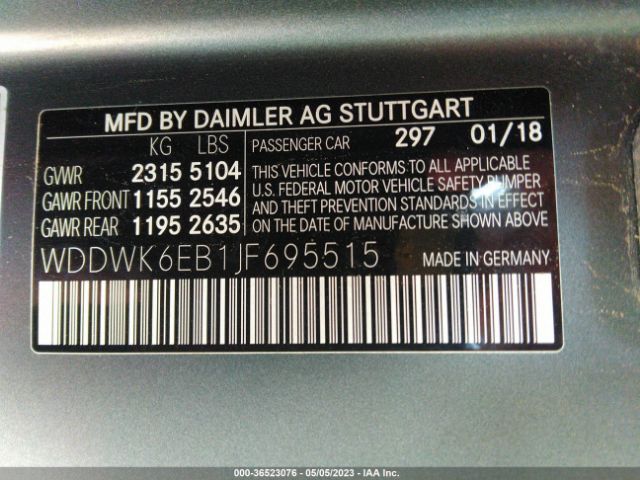 MFD BY DAIMLER AG STUTTGART
KG LBS
GVWR 2315 5104
GAWR FRONT 1155 2546
GAWR REAR 1195 2635
PASSENGER CAR 297 01/18
THIS VEHICLE CONFORMS TO ALL APPLICABLE
U.S. FEDERAL MOTOR VEHICLE SAFETY BUMPER
AND THEFT PREVENTION STANDARDS IN EFFECT
ON THE DATE OF MANUFACTURE SHOWN ABOVE
WDDWK6EB1JF695515 MADE IN GERMANY
000-36523076 - 05/05/2023 - IAA Inc.